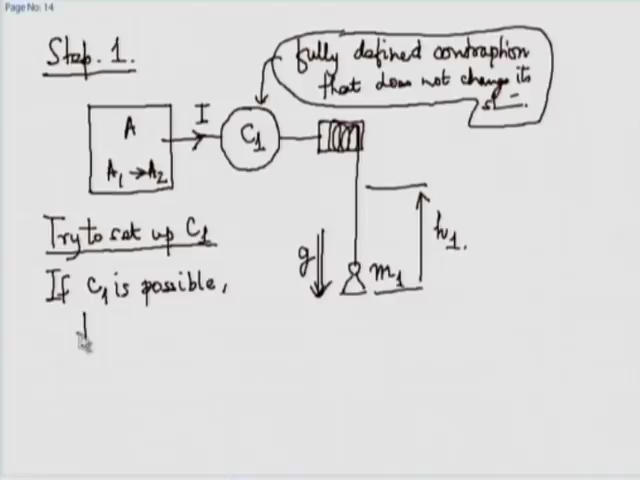 Page No: 14
Step. 1.
fully defined contraption
that does not change its
I
A
C1
A1 → A2
Try to set up C1
h1.
g
m1
If C1 is possible,